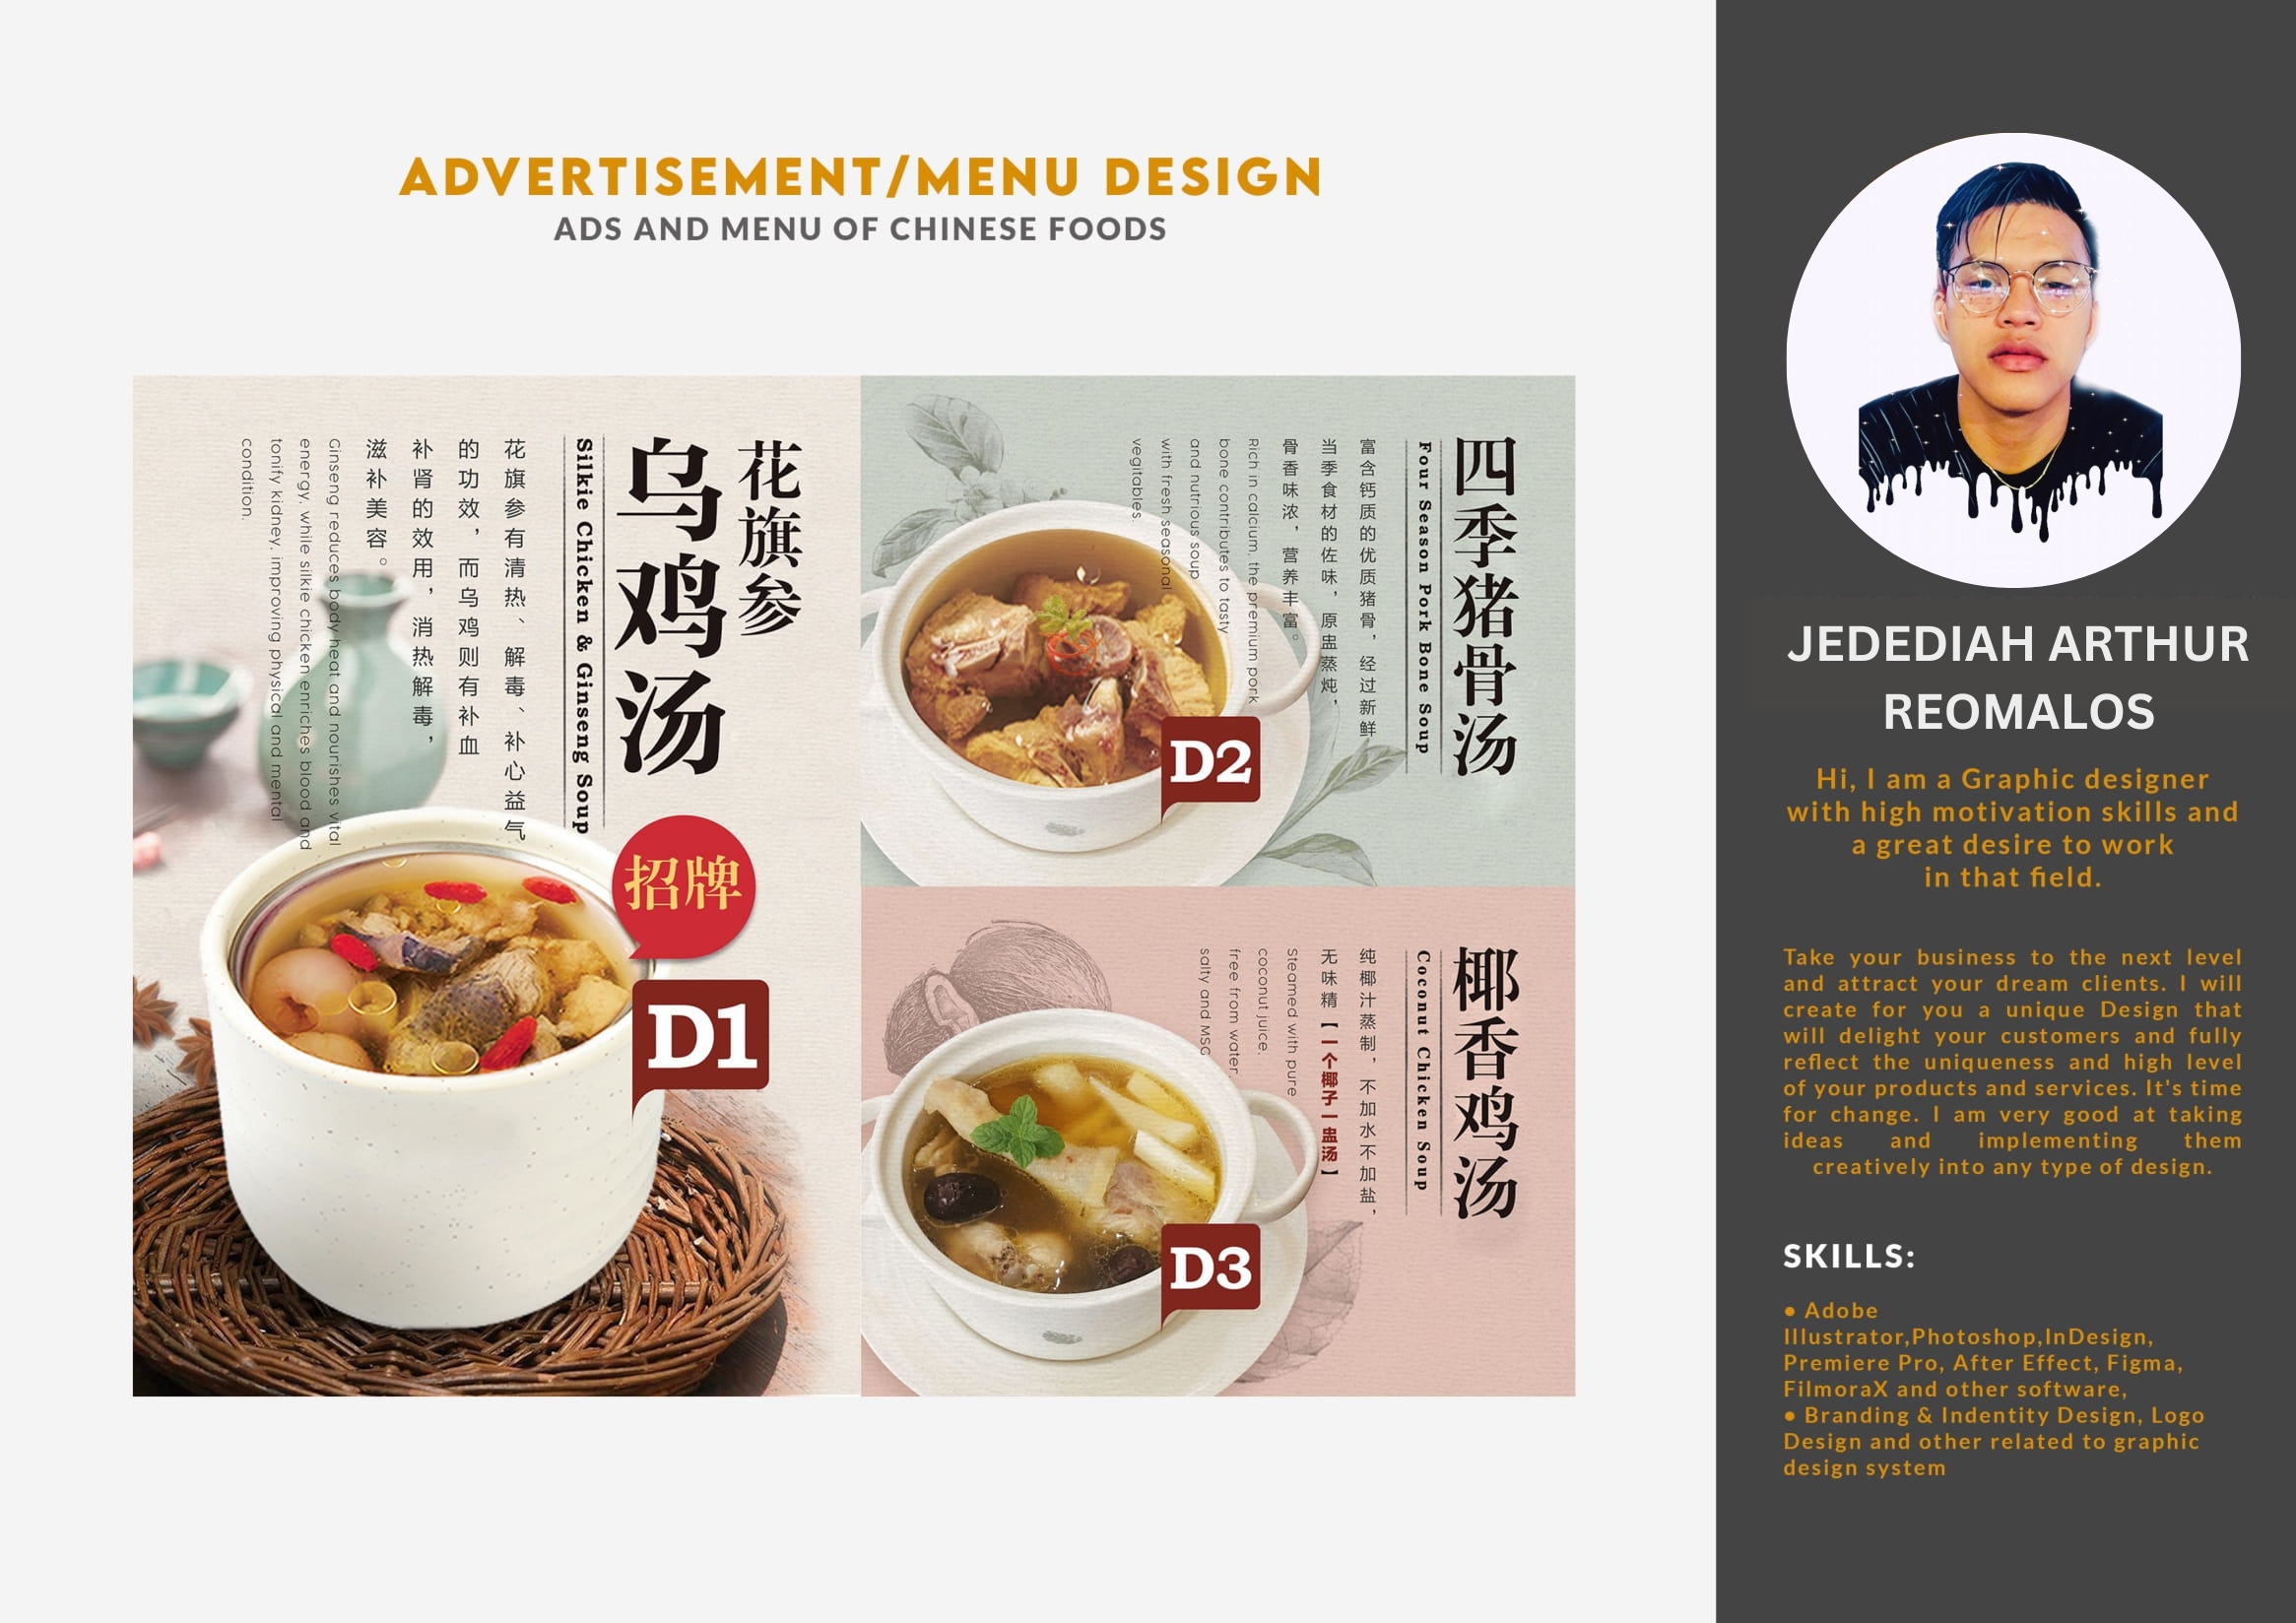 ADVERTISEMENT/MENU DESIGN
ADS AND MENU OF CHINESE FOODS
花旗参
乌鸡汤
Silkie Chicken & Ginseng Soup
花旗参有清热、解毒、补心益气
的功效，而乌鸡则有补血
补肾的效用，消热解毒，
滋补美容。
Ginseng reduces body heat and nourishes vital
energy, while silkie chicken enriches blood and
tonify kidney, improving physical and mental
condition.
招牌
D1
四季猪骨汤
Four Season Pork Bone Soup
富含钙质的优质猪骨，经过新鲜
当季食材的佐味，原盅蒸炖，
骨香味浓，营养丰富。
Rich in calcium, the premium pork
bone contributes to tasty
and nutrious soup
with fresh seasonal
vegitables.
D2
椰香鸡汤
Coconut Chicken Soup
纯椰汁蒸制，不加水不加盐，
无味精【一个椰子一盅汤】
Steamed with pure
coconut juice,
free from water,
salty and MSG
D3
JEDEDIAH ARTHUR
REOMALOS
Hi, I am a Graphic designer
with high motivation skills and
a great desire to work
in that field.
Take your business to the next level
and attract your dream clients. I will
create for you a unique Design that
will delight your customers and fully
reflect the uniqueness and high level
of your products and services. It's time
for change. I am very good at taking
ideas and implementing them
creatively into any type of design.
SKILLS:
● Adobe
Illustrator,Photoshop,InDesign,
Premiere Pro, After Effect, Figma,
FilmoraX and other software,
● Branding & Indentity Design, Logo
Design and other related to graphic
design system